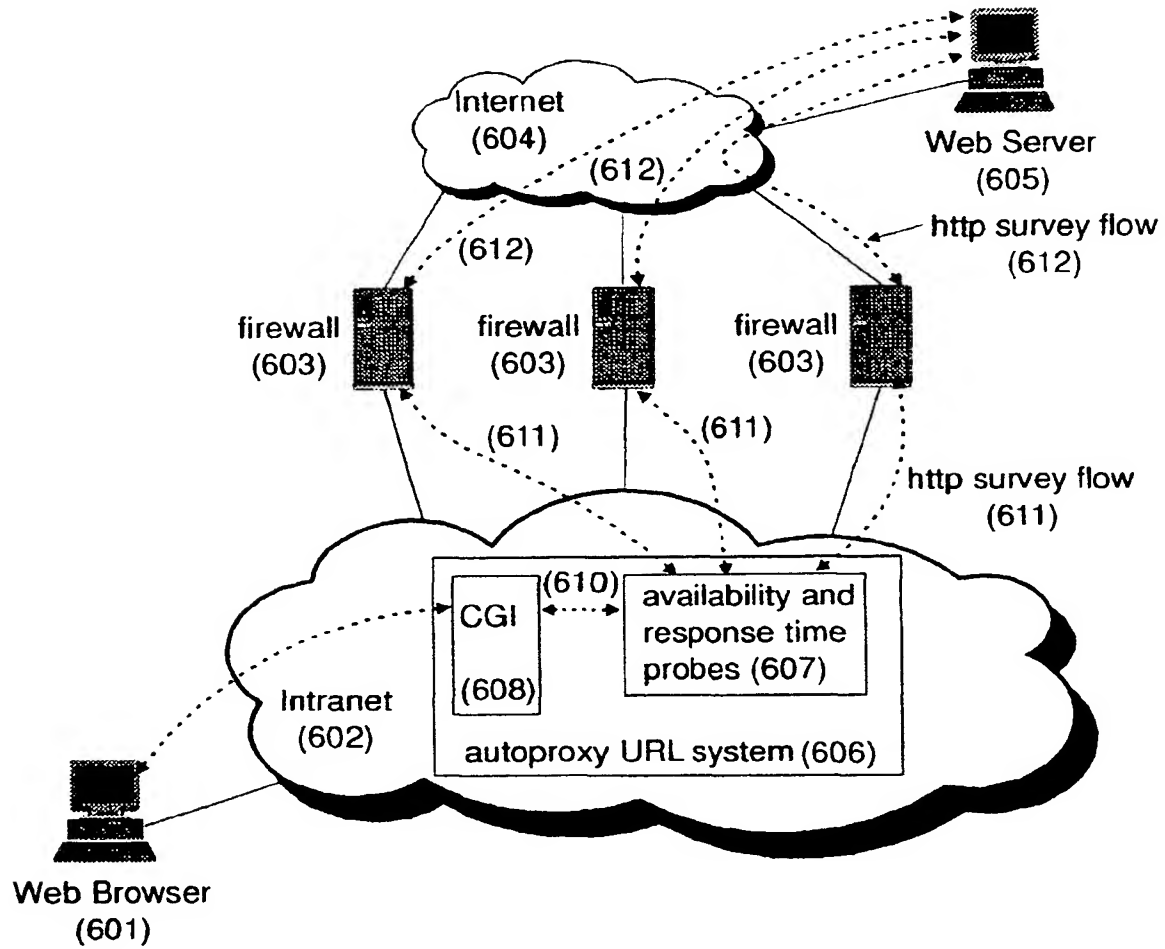 Internet
(604)
(612)
Web Server
(605)
(612)
http survey flow
(612)
firewall
(603)
firewall
(603)
firewall
(603)
(611)
(611)
http survey flow
(611)
(610)
CGI
(608)
availability and
response time
probes (607)
Intranet
(602)
autoproxy URL system (606)
Web Browser
(601)